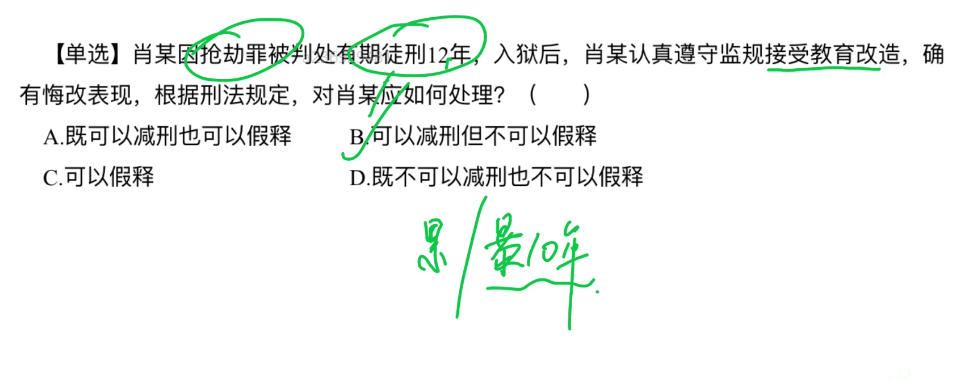 【单选】肖某因抢劫罪被判处有期徒刑12年，入狱后，肖某认真遵守监规接受教育改造，确
有悔改表现，根据刑法规定，对肖某应如何处理？（　　）
A.既可以减刑也可以假释　　B.可以减刑但不可以假释
C.可以假释　　D.既不可以减刑也不可以假释
累/暴10年